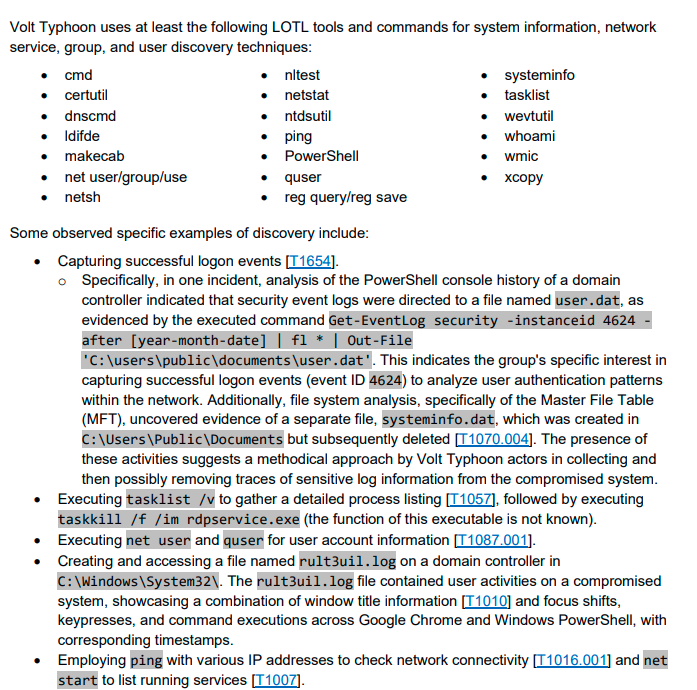 Volt Typhoon uses at least the following LOTL tools and commands for system information, network
service, group, and user discovery techniques:
• cmd
• certutil
• dnscmd
• ldifde
• makecab
• net user/group/use
• netsh
• nltest
• netstat
• ntdsutil
• ping
• PowerShell
• quser
• reg query/reg save
• systeminfo
• tasklist
• wevtutil
• whoami
• wmic
• xcopy
Some observed specific examples of discovery include:
• Capturing successful logon events [T1654].
o Specifically, in one incident, analysis of the PowerShell console history of a domain
controller indicated that security event logs were directed to a file named user.dat, as
evidenced by the executed command Get-EventLog security -instanceid 4624 -
after [year-month-date] | fl * | Out-File
'C:\users\public\documents\user.dat'. This indicates the group's specific interest in
capturing successful logon events (event ID 4624) to analyze user authentication patterns
within the network. Additionally, file system analysis, specifically of the Master File Table
(MFT), uncovered evidence of a separate file, systeminfo.dat, which was created in
C:\Users\Public\Documents but subsequently deleted [T1070.004]. The presence of
these activities suggests a methodical approach by Volt Typhoon actors in collecting and
then possibly removing traces of sensitive log information from the compromised system.
• Executing tasklist /v to gather a detailed process listing [T1057], followed by executing
taskkill /f /im rdpservice.exe (the function of this executable is not known).
• Executing net user and quser for user account information [T1087.001].
• Creating and accessing a file named rult3uil.log on a domain controller in
C:\Windows\System32\. The rult3uil.log file contained user activities on a compromised
system, showcasing a combination of window title information [T1010] and focus shifts,
keypresses, and command executions across Google Chrome and Windows PowerShell, with
corresponding timestamps.
• Employing ping with various IP addresses to check network connectivity [T1016.001] and net
start to list running services [T1007].